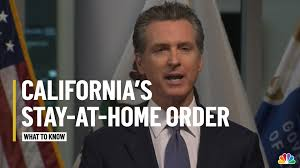 CALIFORNIA'S
STAY-AT-HOME ORDER
WHAT TO KNOW